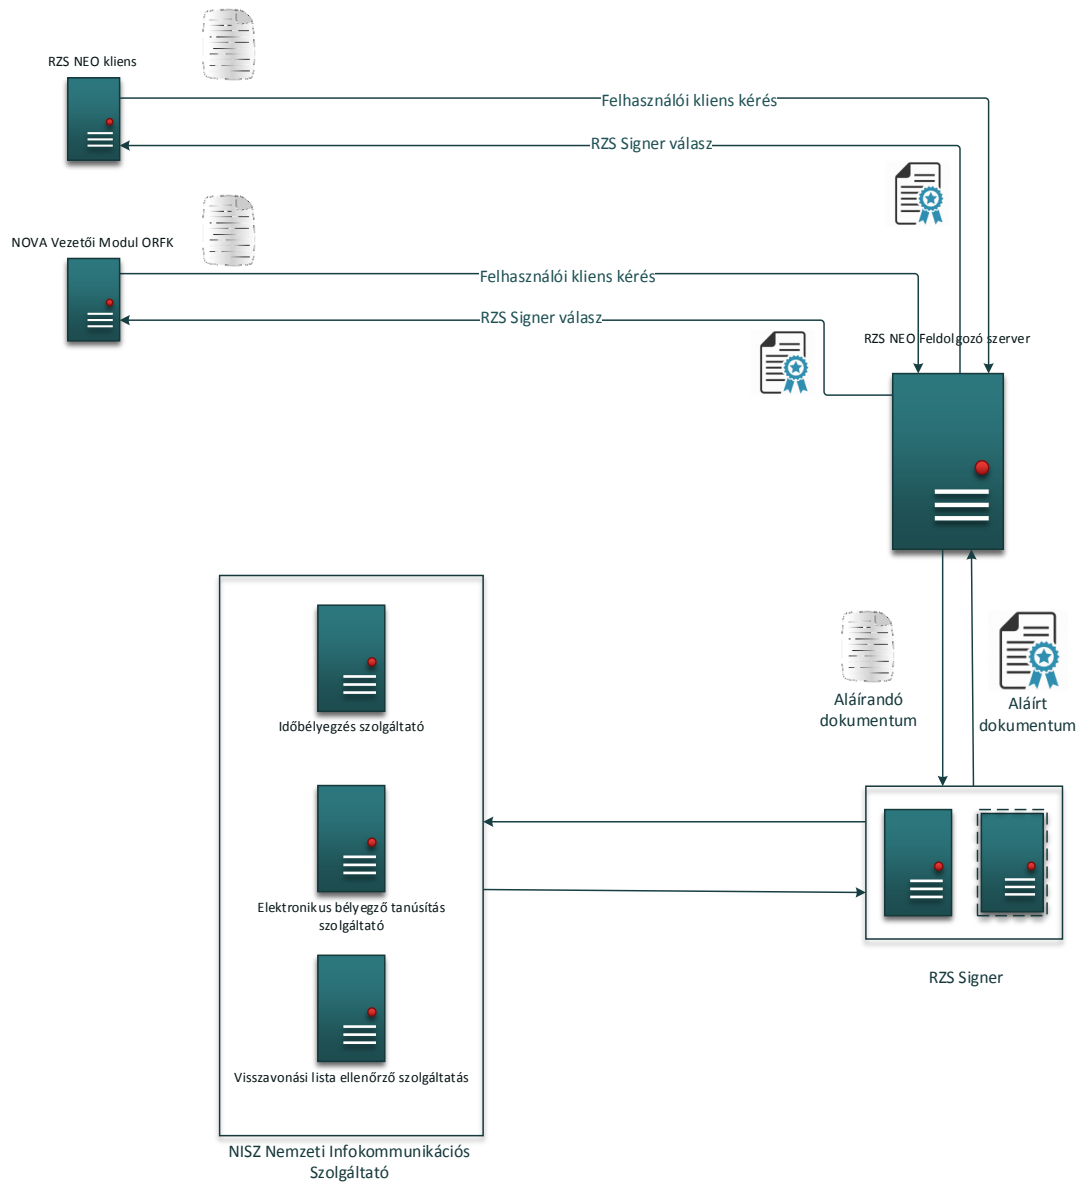 RZS NEO kliens
Felhasználói kliens kérés
RZS Signer válasz
NOVA Vezetői Modul ORFK
Felhasználói kliens kérés
RZS Signer válasz
RZS NEO Feldolgozó szerver
Aláírandó
dokumentum
Aláírt
dokumentum
Időbélyegzés szolgáltató
Elektronikus bélyegző tanúsítás
szolgáltató
RZS Signer
Visszavonási lista ellenőrző szolgáltatás
NISZ Nemzeti Infokommunikációs
Szolgáltató